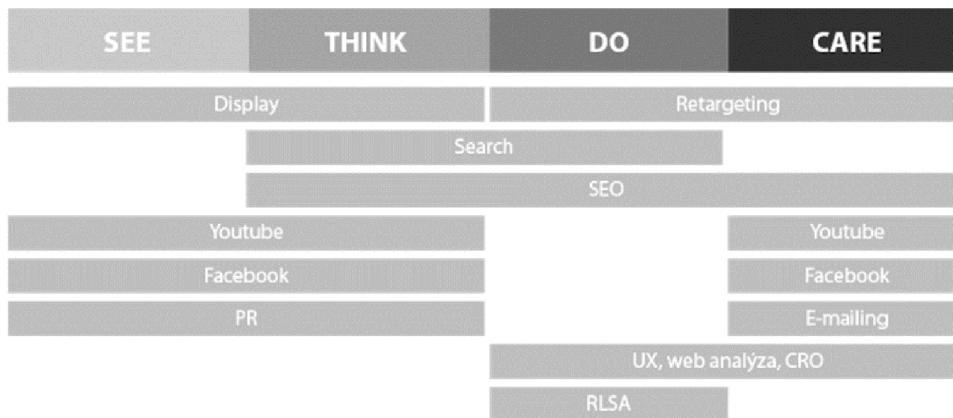 SEE THINK DO CARE
Display Retargeting
Search
SEO
Youtube Youtube
Facebook Facebook
PR E-mailing
UX, web analýza, CRO
RLSA